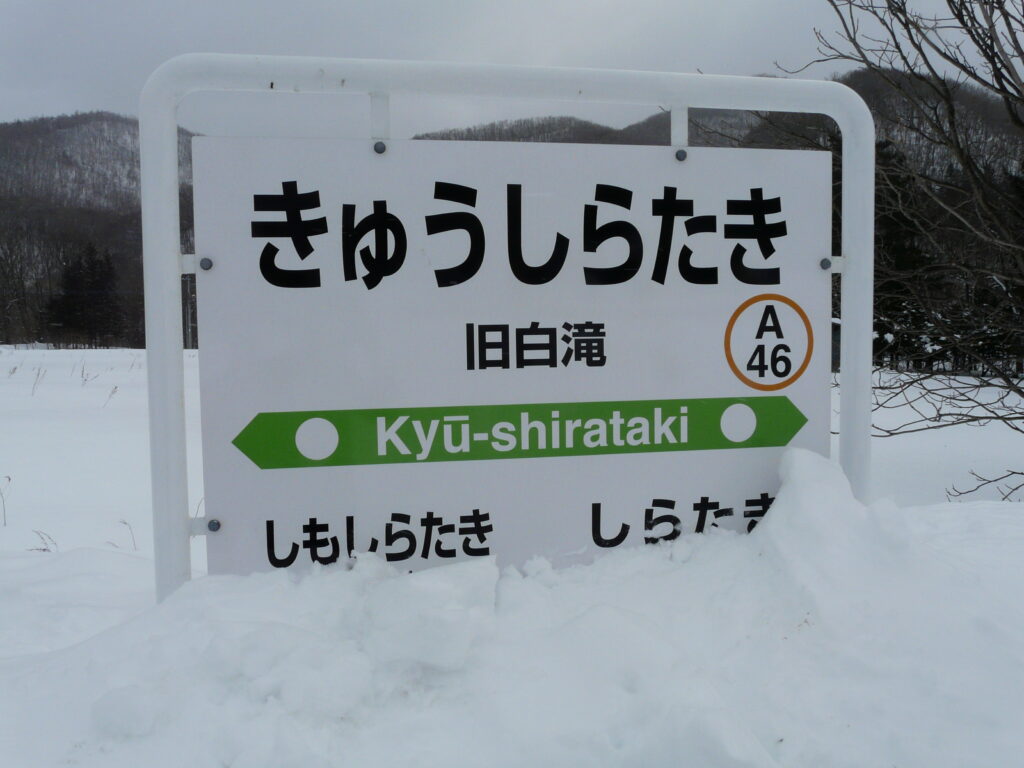 きゅうしらたき
旧白滝
A
46
Kyū-shirataki
しもしらたき しらたき